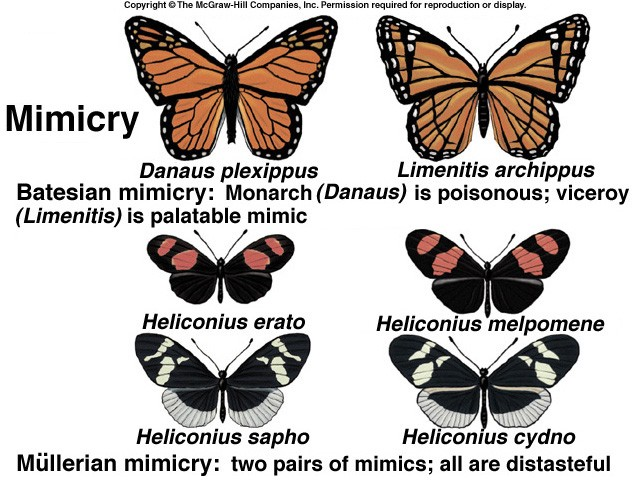 Copyright © The McGraw-Hill Companies, Inc. Permission required for reproduction or display.
Mimicry
Danaus plexippus
Limenitis archippus
Batesian mimicry: Monarch (Danaus) is poisonous; viceroy
(Limenitis) is palatable mimic
Heliconius erato
Heliconius melpomene
Heliconius sapho
Heliconius cydno
Müllerian mimicry: two pairs of mimics; all are distasteful